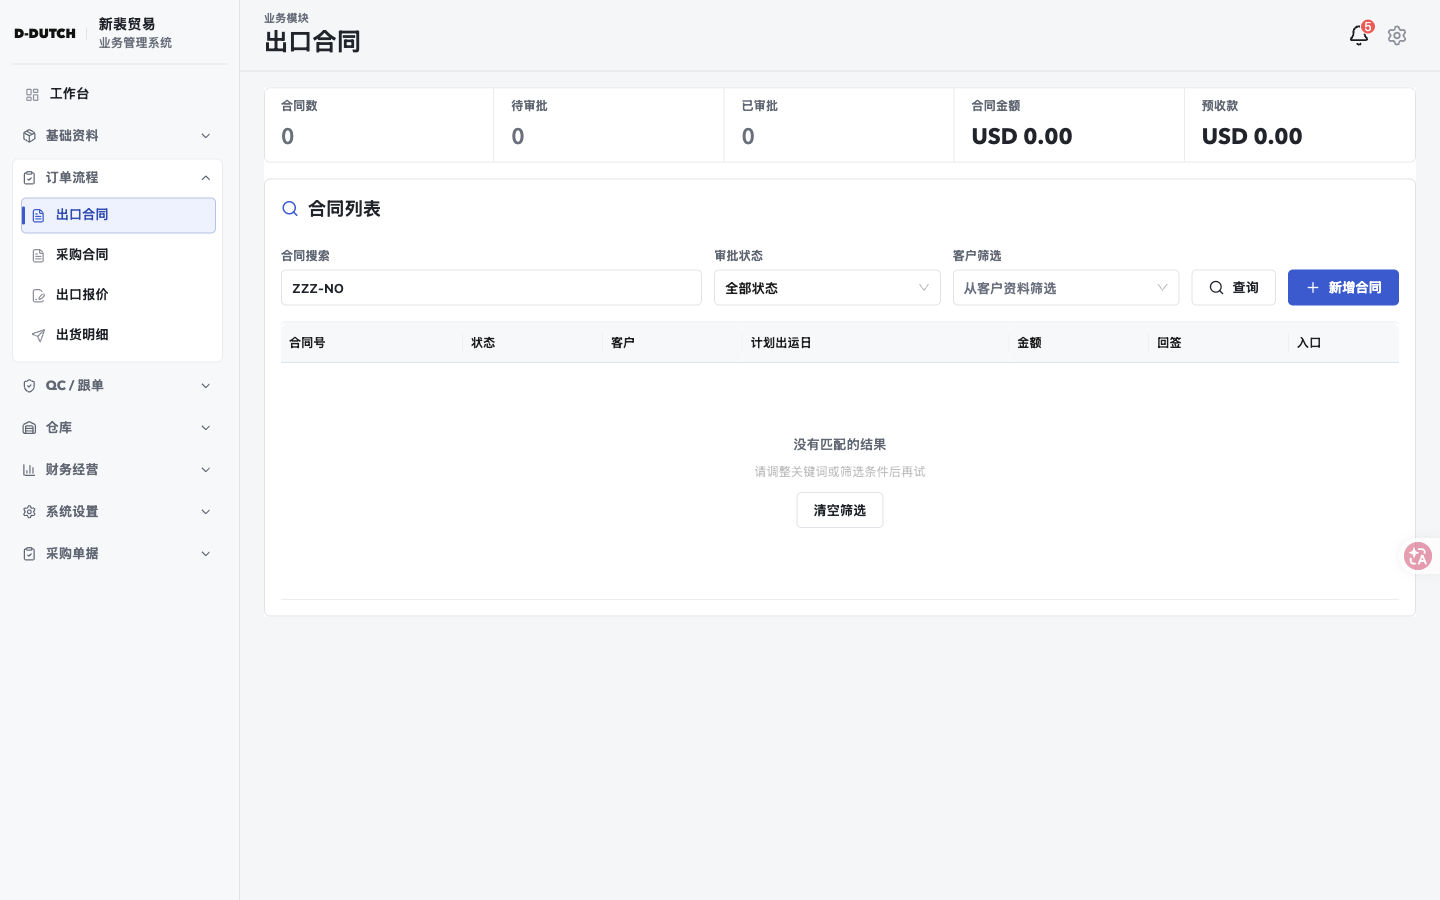 D-DUTCH
新裴贸易
业务管理系统
工作台
基础资料
订单流程
出口合同
采购合同
出口报价
出货明细
QC / 跟单
仓库
财务经营
系统设置
采购单据
业务模块
出口合同
5
合同数
0
待审批
0
已审批
0
合同金额
USD 0.00
预收款
USD 0.00
合同列表
合同搜索
审批状态
客户筛选
ZZZ-NO
全部状态
从客户资料筛选
查询
新增合同
合同号
状态
客户
计划出运日
金额
回签
入口
没有匹配的结果
请调整关键词或筛选条件后再试
清空筛选